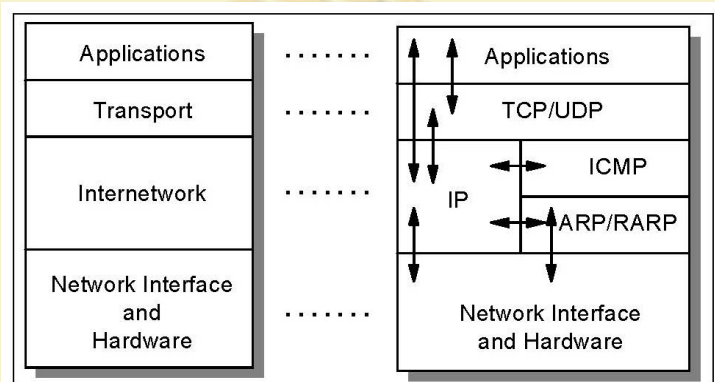 Applications
Transport
Internetwork
Network Interface
and
Hardware
Applications
TCP/UDP
IP
ICMP
ARP/RARP
Network Interface
and Hardware